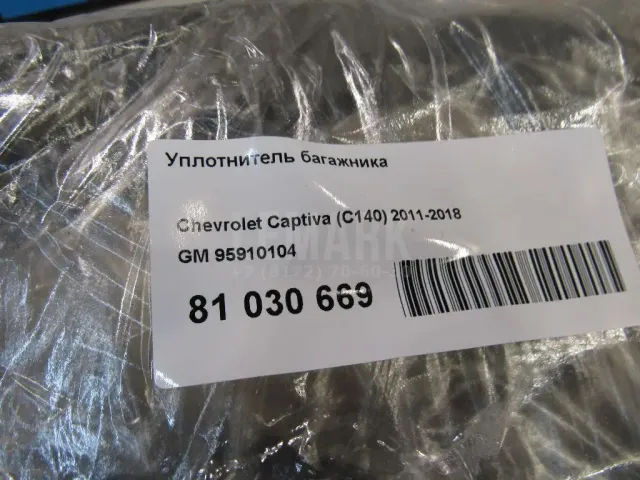 Уплотнитель багажника
Chevrolet Captiva (C140) 2011-2018
GM 95910104
81 030 669